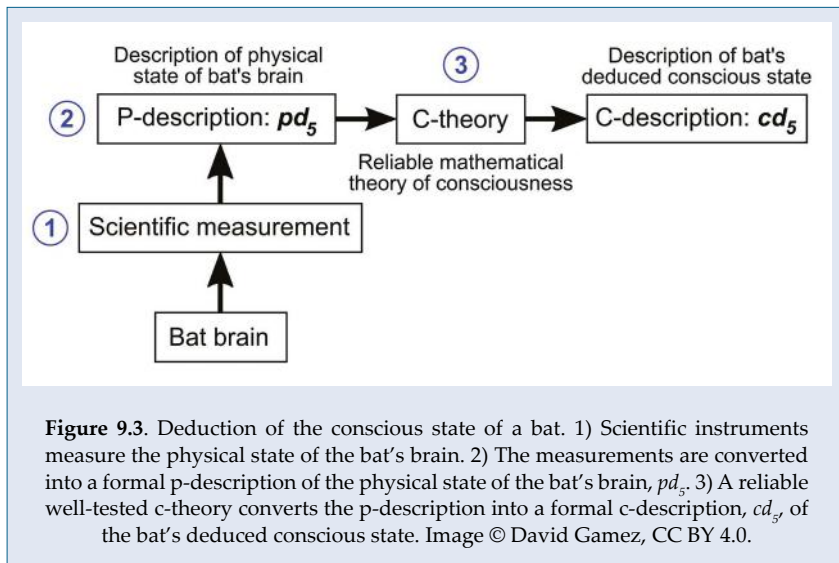 Description of physical
state of bat's brain
③
Description of bat's
deduced conscious state
②
P-description: pd₅
C-theory
C-description: cd₅
Reliable mathematical
theory of consciousness
①
Scientific measurement
Bat brain
Figure 9.3. Deduction of the conscious state of a bat. 1) Scientific instruments
measure the physical state of the bat’s brain. 2) The measurements are converted
into a formal p-description of the physical state of the bat’s brain, pd₅. 3) A reliable
well-tested c-theory converts the p-description into a formal c-description, cd₅, of
the bat’s deduced conscious state. Image © David Gamez, CC BY 4.0.